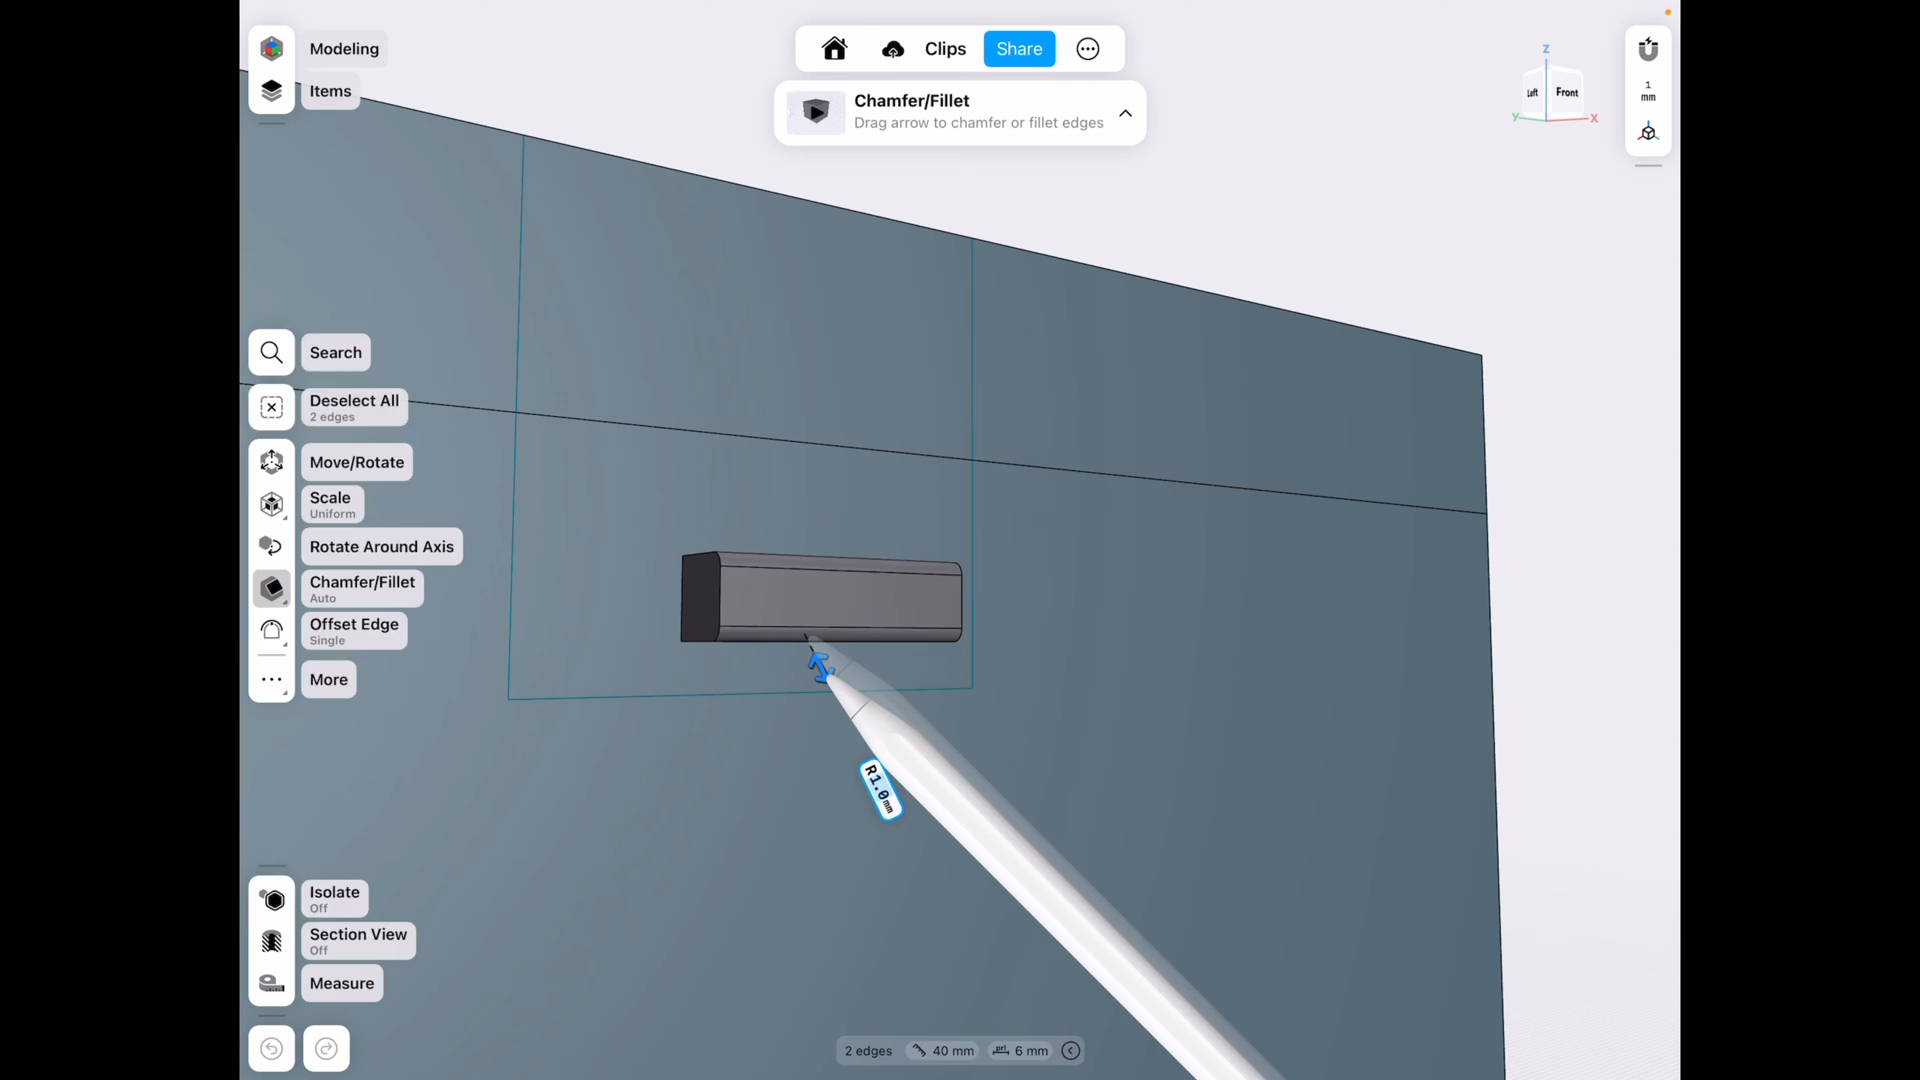 Modeling
Items
Clips
Share
Chamfer/Fillet
Drag arrow to chamfer or fillet edges
Z
Left
Front
Y
X
1
mm
Search
Deselect All
2 edges
Move/Rotate
Scale
Uniform
Rotate Around Axis
Chamfer/Fillet
Auto
Offset Edge
Single
More
R1.0mm
Isolate
Off
Section View
Off
Measure
2 edges
40 mm
prl
6 mm